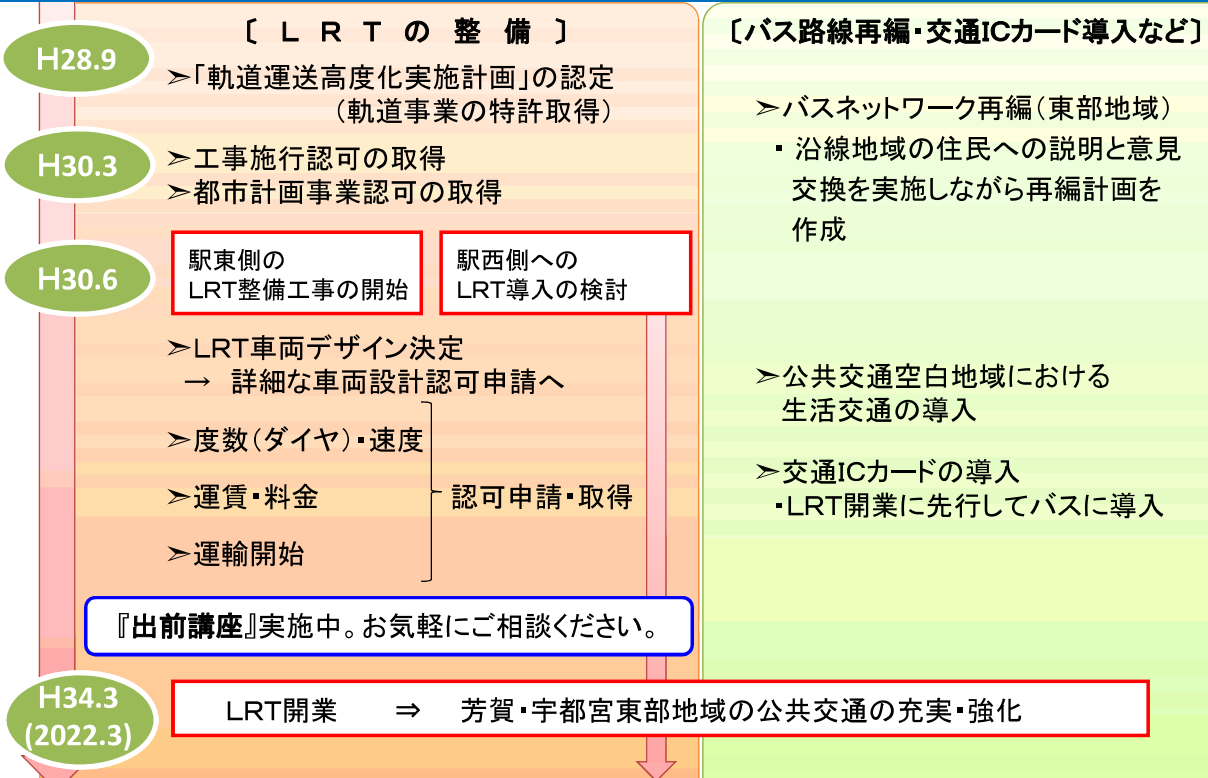 〔 L R T の 整 備 〕
H28.9
➣「軌道運送高度化実施計画」の認定
（軌道事業の特許取得）
H30.3
➣工事施行認可の取得
➣都市計画事業認可の取得
H30.6
駅東側の
LRT整備工事の開始
駅西側への
LRT導入の検討
➣LRT車両デザイン決定
→ 詳細な車両設計認可申請へ
➣度数（ダイヤ）・速度
➣運賃・料金
認可申請・取得
➣運輸開始
『出前講座』実施中。お気軽にご相談ください。
〔バス路線再編・交通ICカード導入など〕
➣バスネットワーク再編（東部地域）
・ 沿線地域の住民への説明と意見
交換を実施しながら再編計画を
作成
➣公共交通空白地域における
生活交通の導入
➣交通ICカードの導入
・LRT開業に先行してバスに導入
H34.3
(2022.3)
LRT開業 ⇒ 芳賀・宇都宮東部地域の公共交通の充実・強化